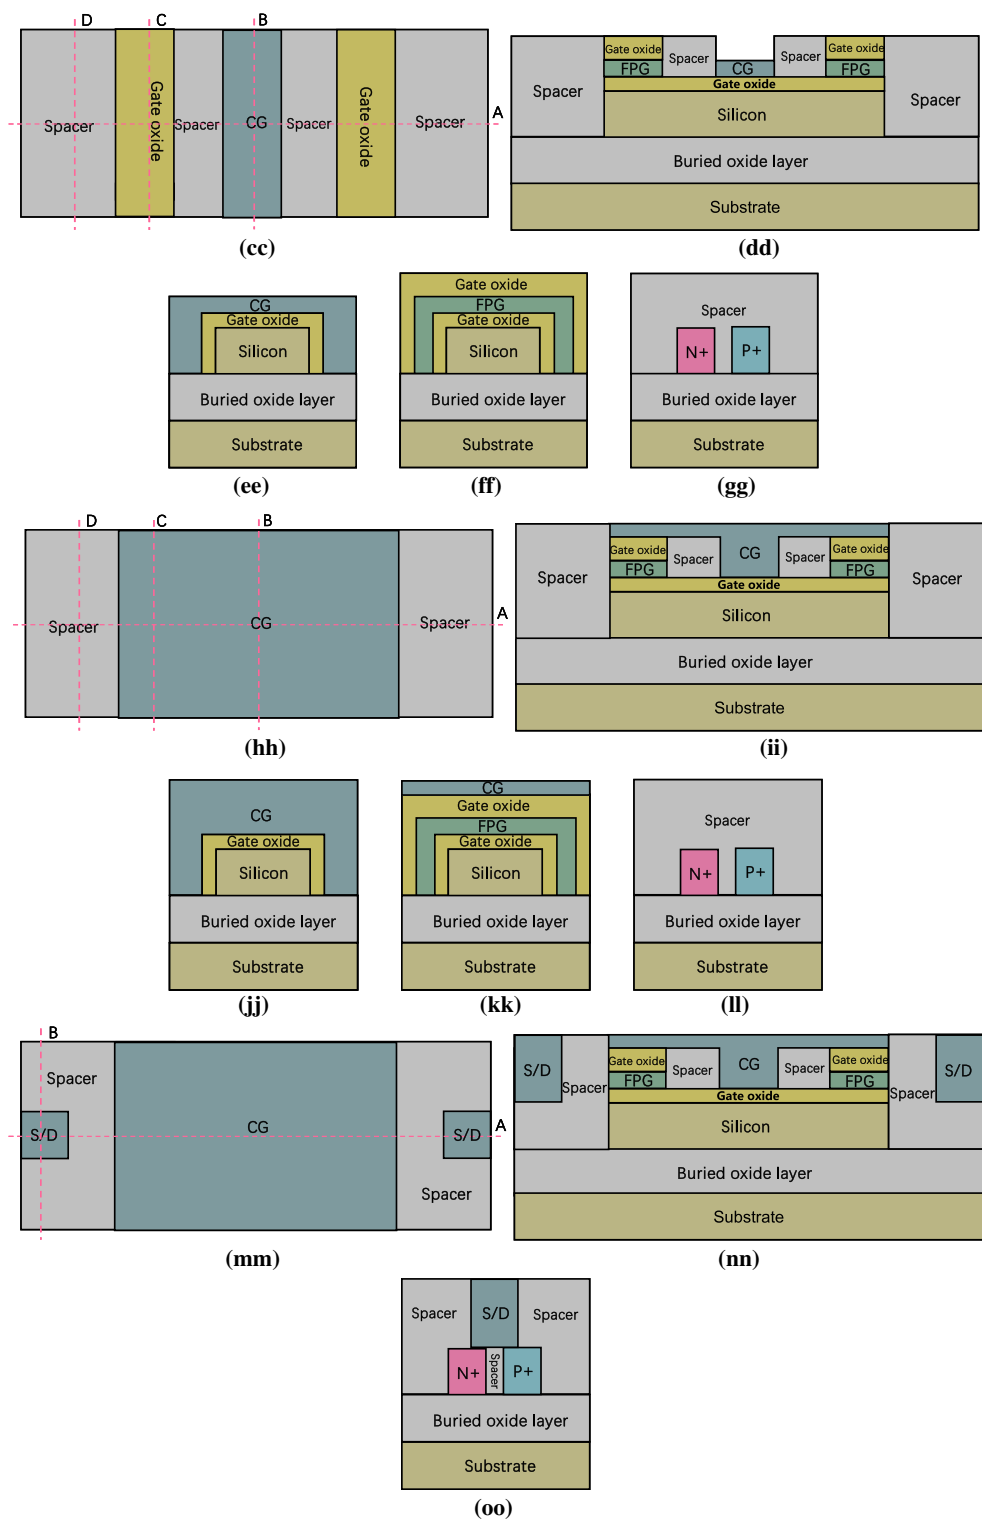 D C B
Spacer Gate oxide Spacer CG Spacer Gate oxide Spacer A
(cc)
Gate oxide Spacer Spacer Gate oxide
FPG CG FPG
Spacer Gate oxide Spacer
Silicon
Buried oxide layer
Substrate
(dd)
CG
Gate oxide
Silicon
Buried oxide layer
Substrate
(ee)
Gate oxide
FPG
Gate oxide
Silicon
Buried oxide layer
Substrate
(ff)
Spacer
N+ P+
Buried oxide layer
Substrate
(gg)
D C B
Spacer CG Spacer A
(hh)
Gate oxide Spacer CG Spacer Gate oxide
FPG FPG
Spacer Gate oxide Spacer
Silicon
Buried oxide layer
Substrate
(ii)
CG
Gate oxide
Silicon
Buried oxide layer
Substrate
(jj)
CG
Gate oxide
FPG
Gate oxide
Silicon
Buried oxide layer
Substrate
(kk)
Spacer
N+ P+
Buried oxide layer
Substrate
(ll)
B
Spacer
S/D CG S/D A
Spacer
(mm)
S/D Gate oxide Spacer CG Spacer Gate oxide S/D
FPG FPG
Spacer Gate oxide Spacer
Silicon
Buried oxide layer
Substrate
(nn)
Spacer S/D Spacer
N+ Spacer P+
Buried oxide layer
Substrate
(oo)